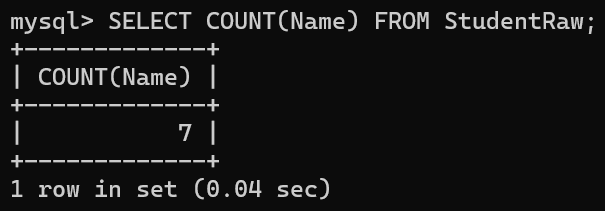 mysql> SELECT COUNT(Name) FROM StudentRaw;
+-------------+
| COUNT(Name) |
+-------------+
|           7 |
+-------------+
1 row in set (0.04 sec)